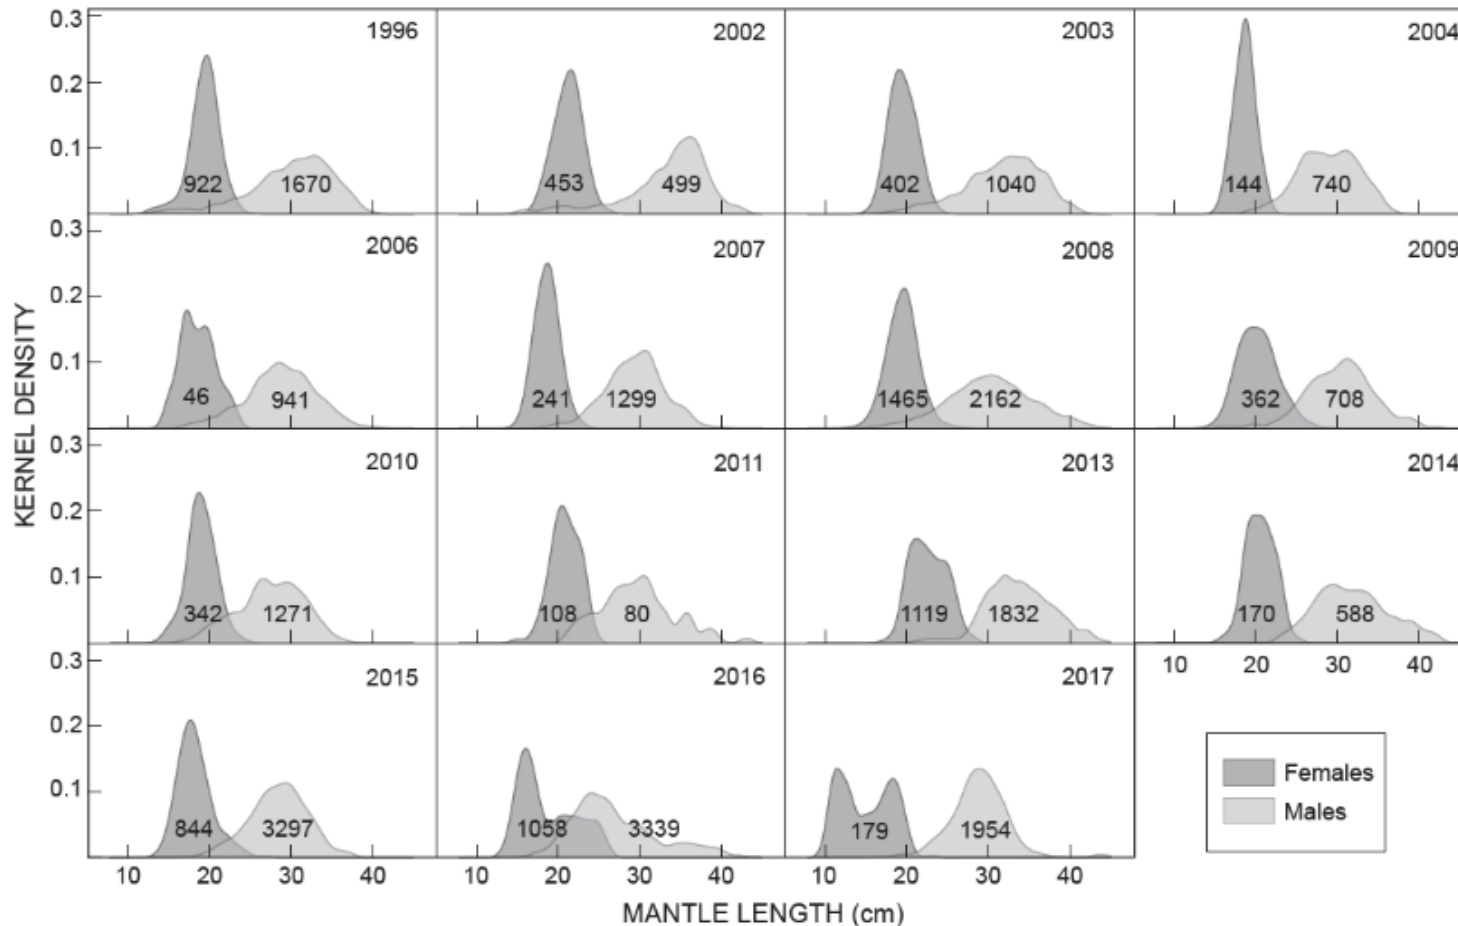 KERNEL DENSITY
0.3 1996 2002 2003 2004
0.2
0.1
922 1670 453 499 402 1040 144 740
0.3 2006 2007 2008 2009
0.2
0.1
46 941 241 1299 1465 2162 362 708
0.3 2010 2011 2013 2014
0.2
0.1
342 1271 108 80 1119 1832 170 588
10 20 30 40
0.3 2015 2016 2017
0.2
0.1
844 3297 1058 3339 179 1954
10 20 30 40 10 20 30 40 10 20 30 40
MANTLE LENGTH (cm)
Females
Males